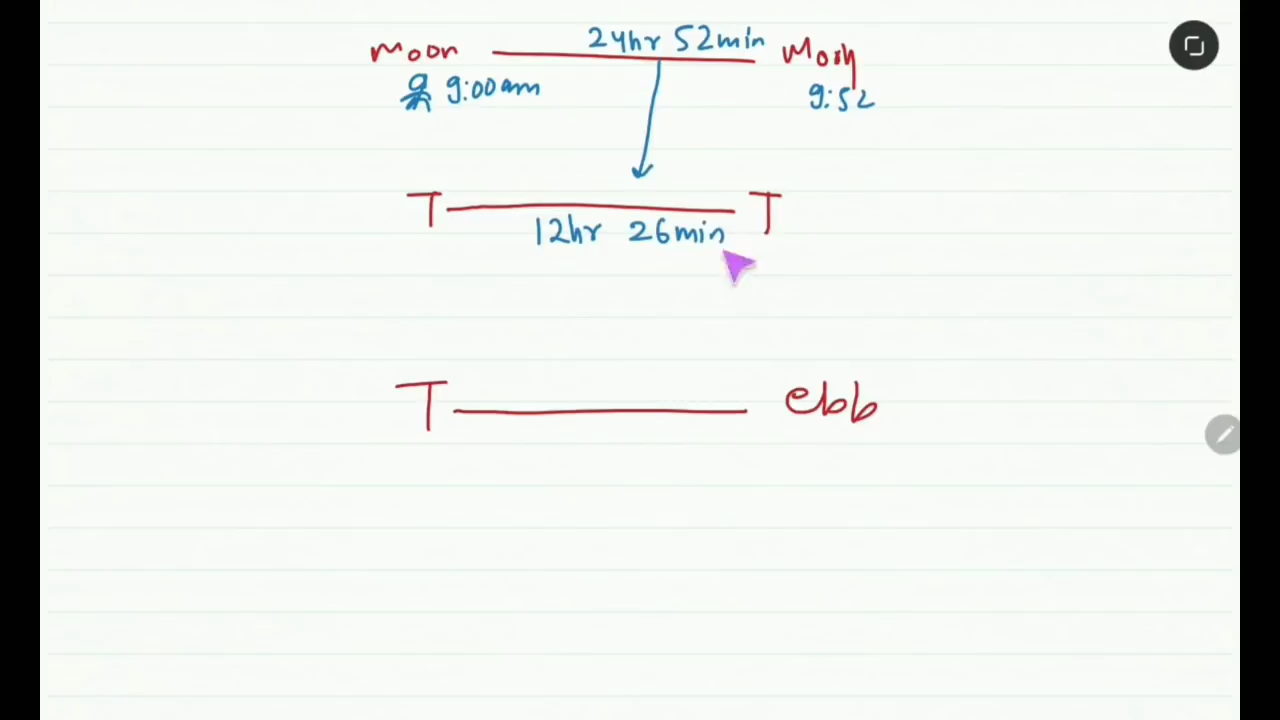 24hr 52min
Moon Moon
9:00am 9:52
T T
12hr 26min
T ebb